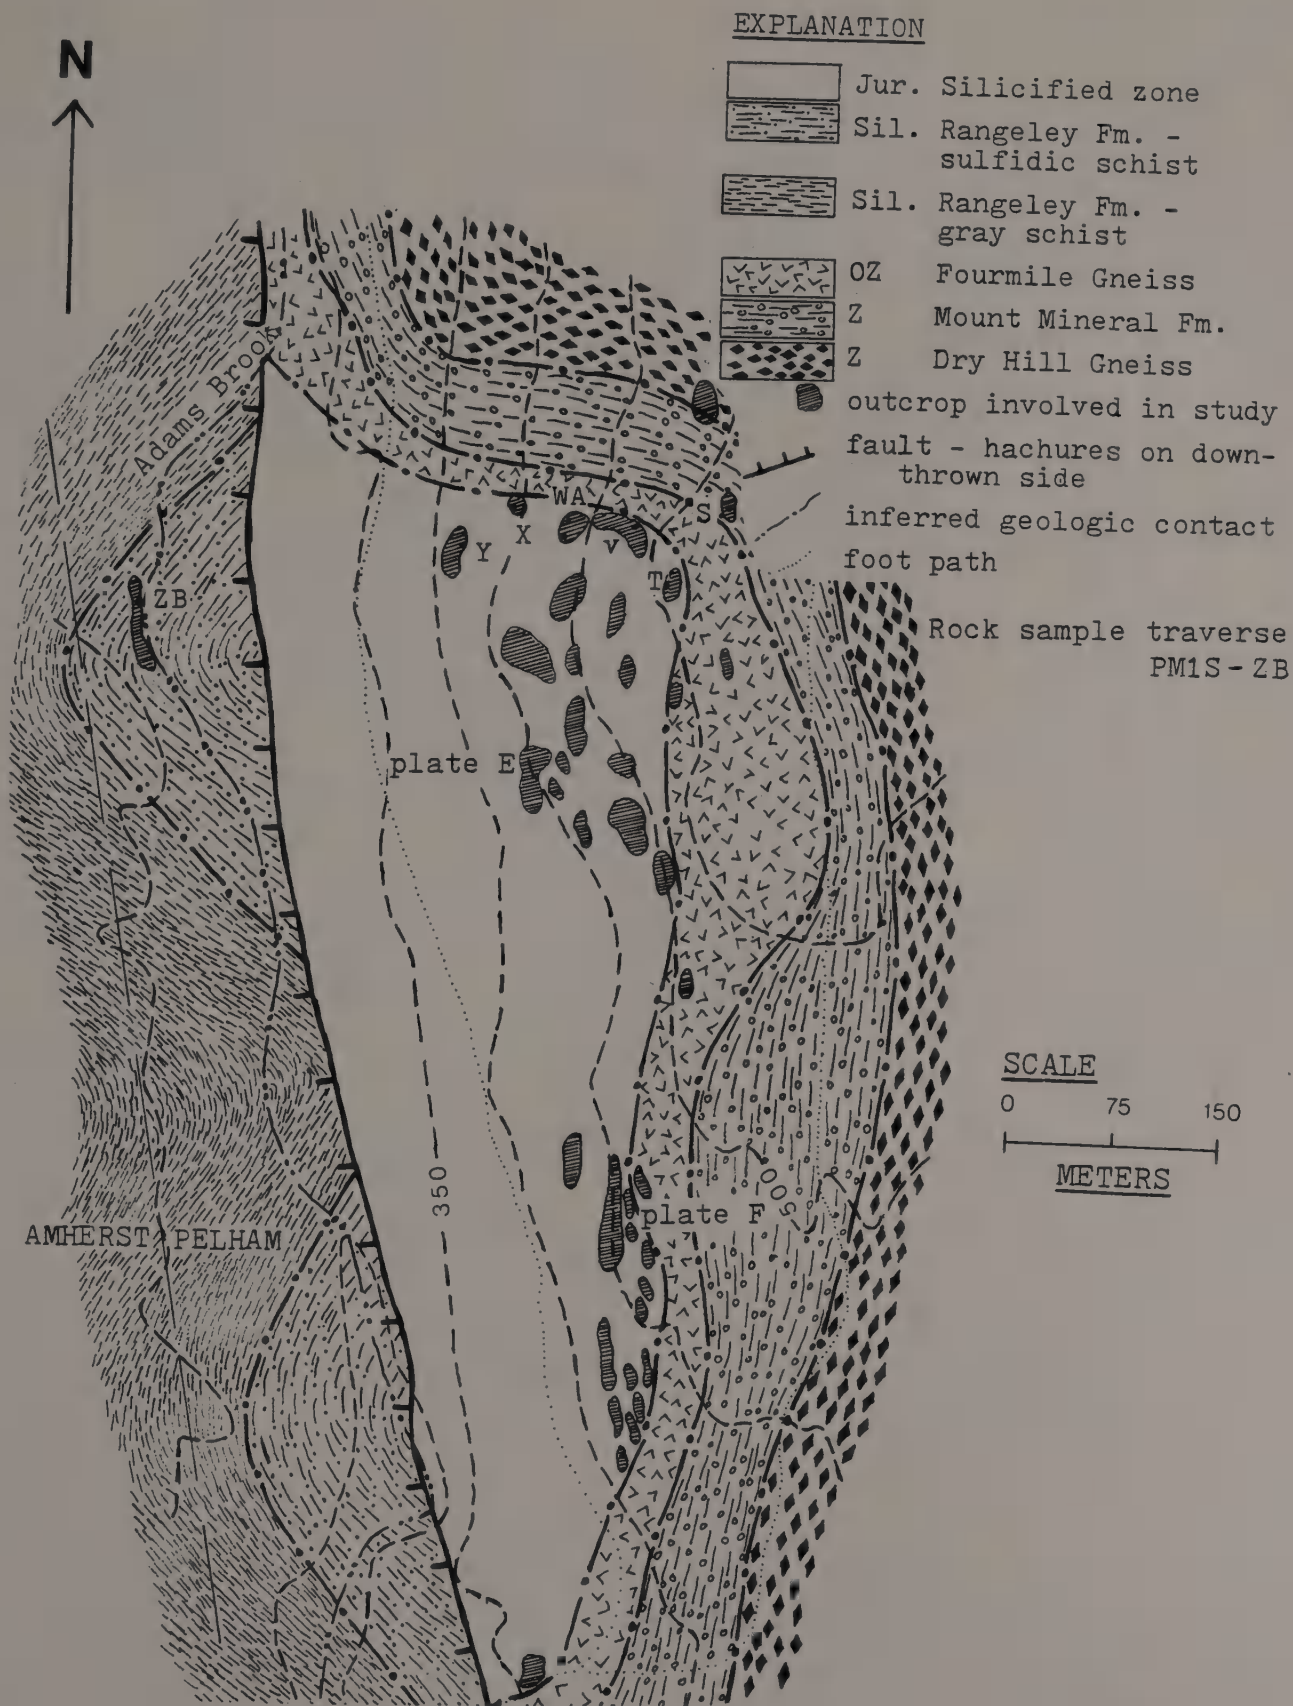 N
EXPLANATION
Jur. Silicified zone
Sil. Rangeley Fm. -
sulfidic schist
Sil. Rangeley Fm. -
gray schist
OZ Fourmile Gneiss
Z Mount Mineral Fm.
Z Dry Hill Gneiss
outcrop involved in study
fault - hachures on down-
thrown side
inferred geologic contact
foot path
Rock sample traverse
PM1S-ZB
Adams Brook
WA
S
X
V
Y
T
ZB
plate E
SCALE
0 75 150
METERS
350
500
plate F
AMHERST PELHAM